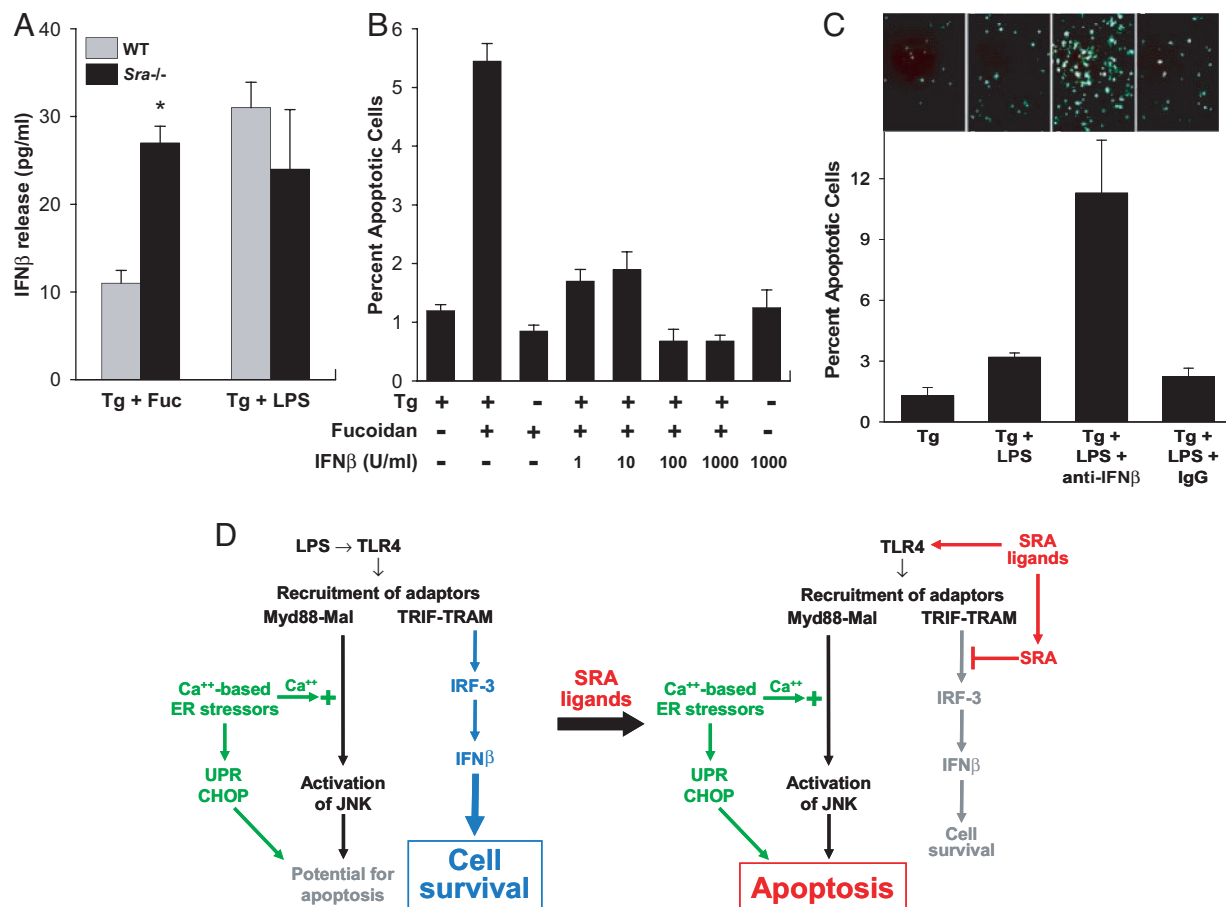 A
40
30
20
10
0
IFNβ release (pg/ml)
WT
Sra-/-
*
Tg + Fuc
Tg + LPS
B
6
5
4
3
2
1
0
Percent Apoptotic Cells
Tg + + - + + + + -
Fucoidan - + + + + + + -
IFNβ (U/ml) - - - 1 10 100 1000 1000
C
12
9
6
3
0
Percent Apoptotic Cells
Tg
Tg +
LPS
Tg +
LPS +
anti-IFNβ
Tg +
LPS +
IgG
D
LPS → TLR4
↓
Recruitment of adaptors
Myd88-Mal TRIF-TRAM
Ca++-based
ER stressors
Ca++
+
UPR
CHOP
Activation
of JNK
Potential for
apoptosis
IRF-3
IFNβ
Cell
survival
SRA
ligands
TLR4
↓
SRA
ligands
Recruitment of adaptors
Myd88-Mal TRIF-TRAM
SRA
Ca++-based
ER stressors
Ca++
+
UPR
CHOP
Activation
of JNK
Apoptosis
IRF-3
IFNβ
Cell
survival